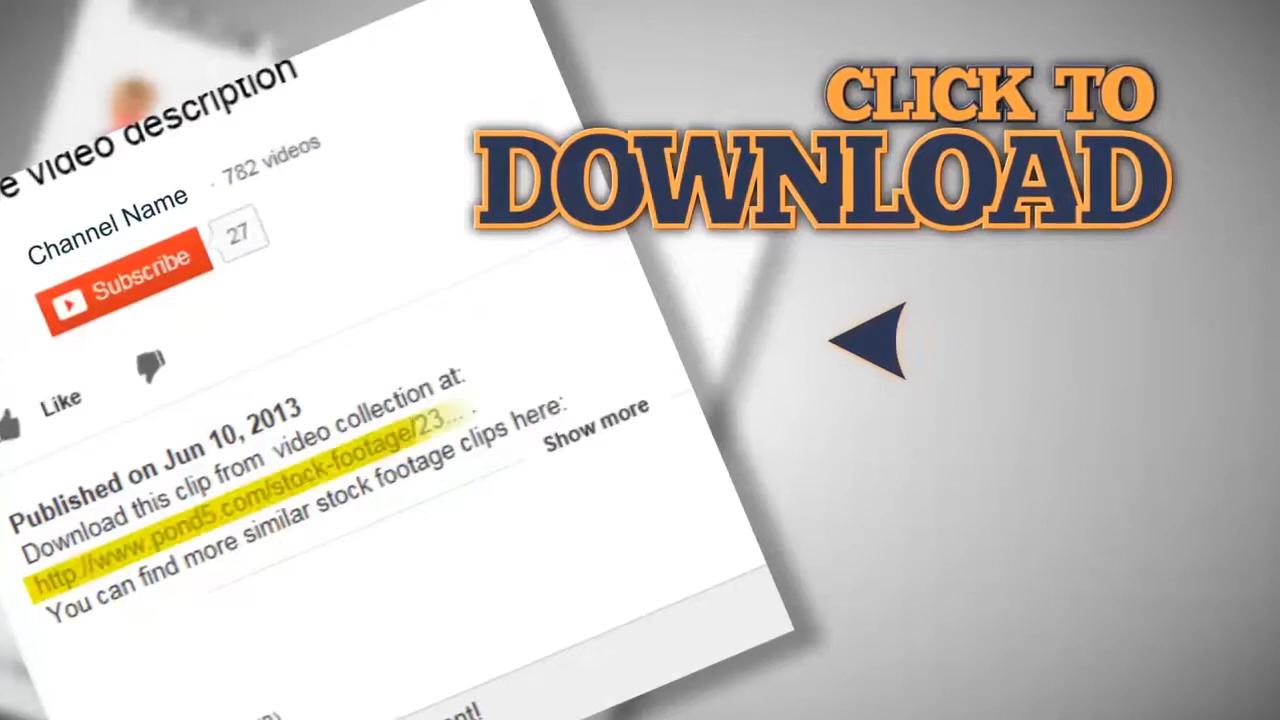 CLICK TO
DOWNLOAD
e video description
Channel Name · 782 videos
Subscribe 27
Like
Published on Jun 10, 2013
Download this clip from video collection at:
http://www.pond5.com/stock-footage/23... .
You can find more similar stock footage clips here:
Show more